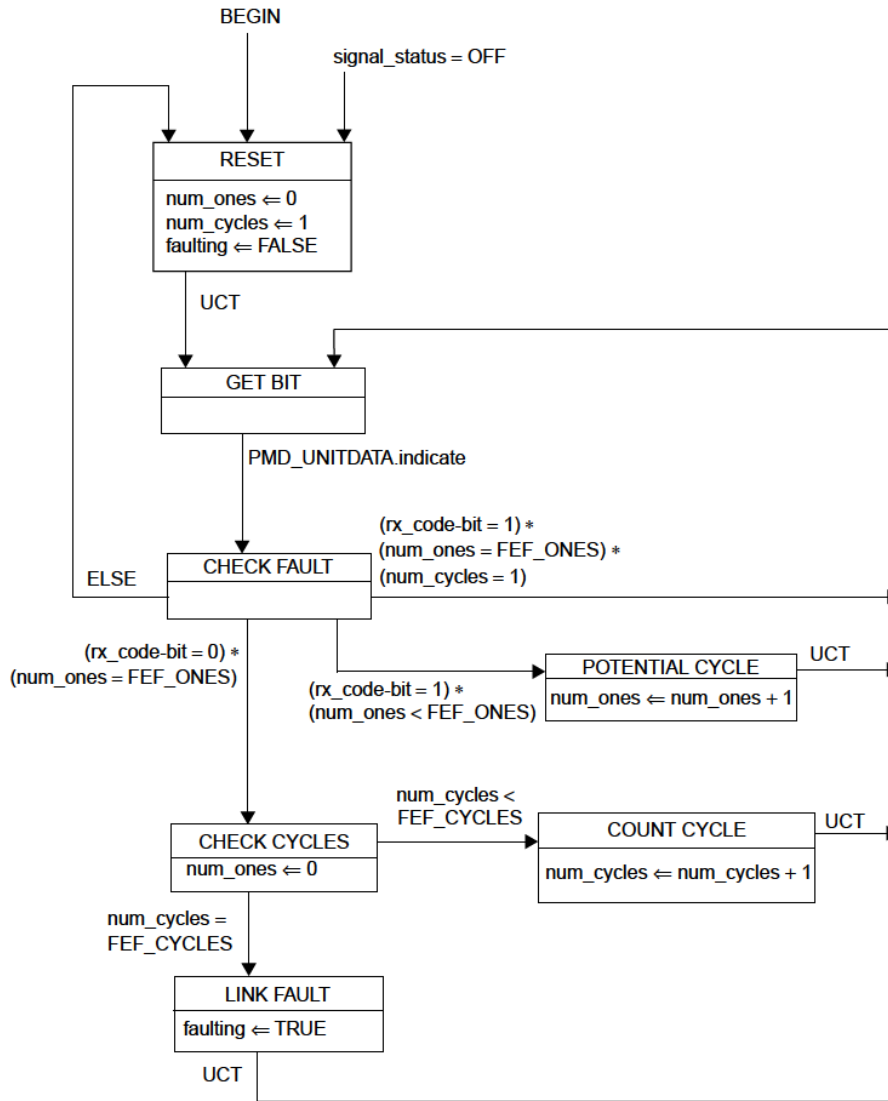 BEGIN
signal_status = OFF
RESET
num_ones ⇐ 0
num_cycles ⇐ 1
faulting ⇐ FALSE
UCT
GET BIT
PMD_UNITDATA.indicate
(rx_code-bit = 1) ∗
(num_ones = FEF_ONES) ∗
(num_cycles = 1)
CHECK FAULT
ELSE
(rx_code-bit = 0) ∗
(num_ones = FEF_ONES)
(rx_code-bit = 1) ∗
(num_ones < FEF_ONES)
POTENTIAL CYCLE
num_ones ⇐ num_ones + 1
UCT
CHECK CYCLES
num_ones ⇐ 0
num_cycles <
FEF_CYCLES
COUNT CYCLE
num_cycles ⇐ num_cycles + 1
UCT
num_cycles =
FEF_CYCLES
LINK FAULT
faulting ⇐ TRUE
UCT